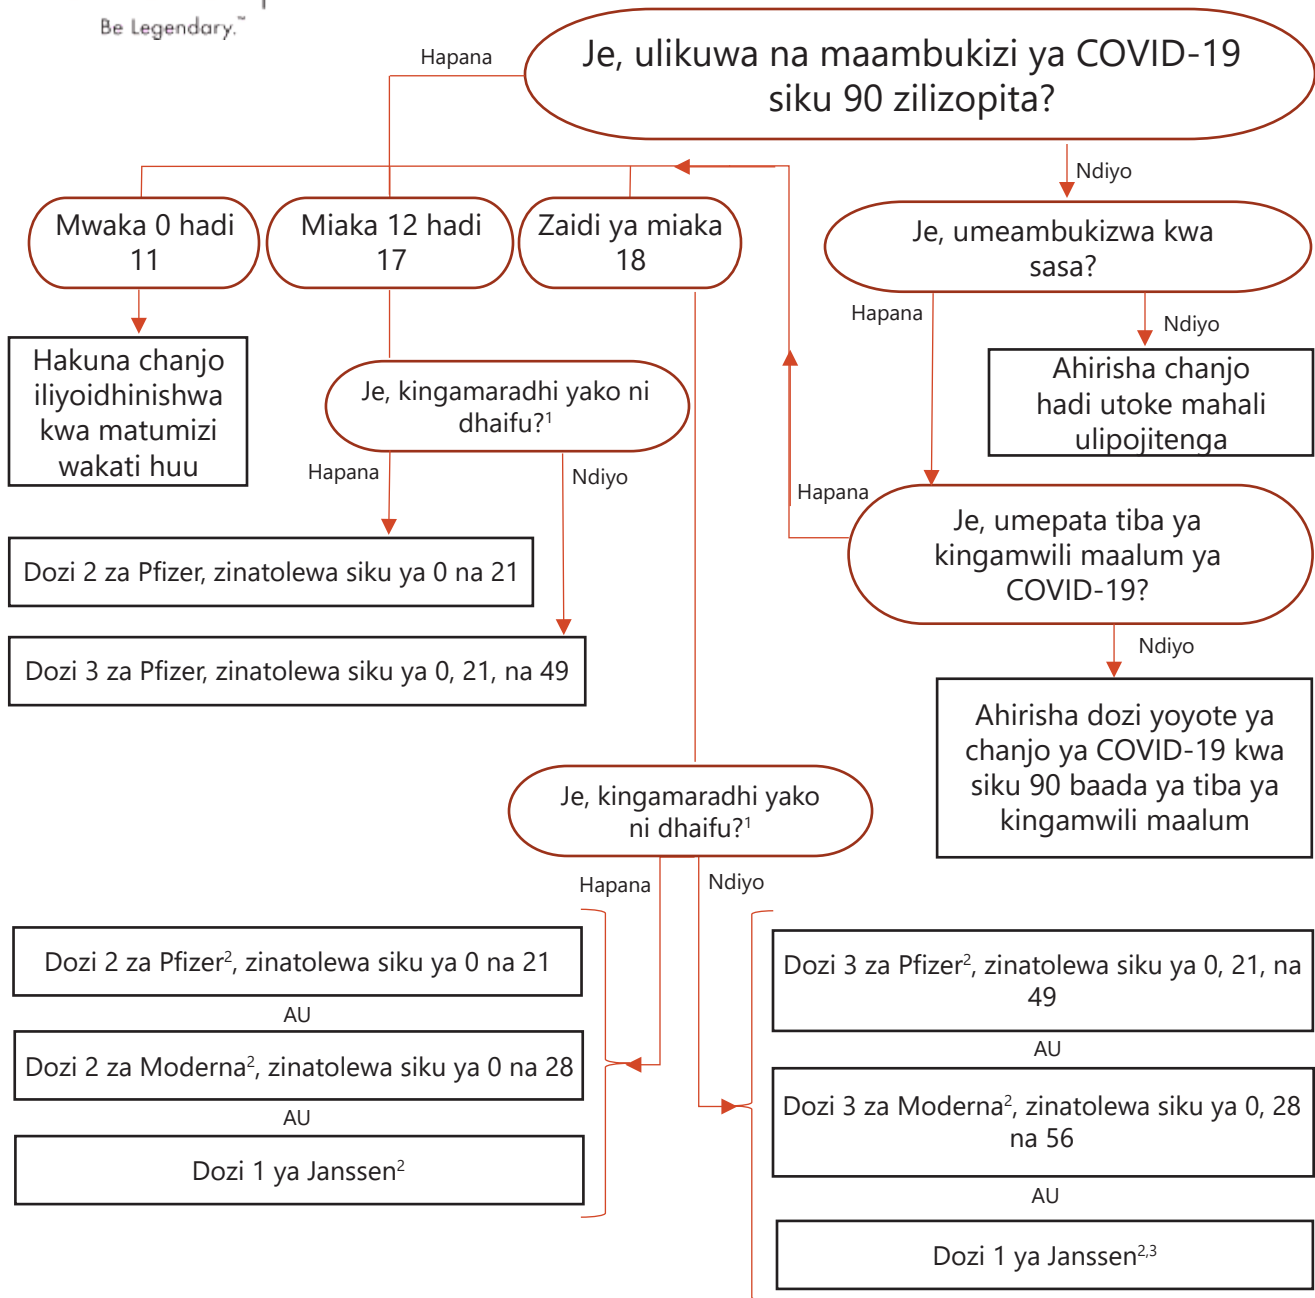 Be Legendary.™
Je, ulikuwa na maambukizi ya COVID-19
siku 90 zilizopita?
Hapana
Ndiyo
Mwaka 0 hadi
11
Miaka 12 hadi
17
Zaidi ya miaka
18
Je, umeambukizwa kwa
sasa?
Hapana
Ndiyo
Hakuna chanjo
iliyoidhinishwa
kwa matumizi
wakati huu
Je, kingamaradhi yako ni
dhaifu?¹
Ahirisha chanjo
hadi utoke mahali
ulipojitenga
Hapana
Ndiyo
Hapana
Je, umepata tiba ya
kingamwili maalum ya
COVID-19?
Dozi 2 za Pfizer, zinatolewa siku ya 0 na 21
Dozi 3 za Pfizer, zinatolewa siku ya 0, 21, na 49
Ndiyo
Ahirisha dozi yoyote ya
chanjo ya COVID-19 kwa
siku 90 baada ya tiba ya
kingamwili maalum
Je, kingamaradhi yako
ni dhaifu?¹
Hapana
Ndiyo
Dozi 2 za Pfizer², zinatolewa siku ya 0 na 21
AU
Dozi 2 za Moderna², zinatolewa siku ya 0 na 28
AU
Dozi 1 ya Janssen²
Dozi 3 za Pfizer², zinatolewa siku ya 0, 21, na
49
AU
Dozi 3 za Moderna², zinatolewa siku ya 0, 28
na 56
AU
Dozi 1 ya Janssen²,³